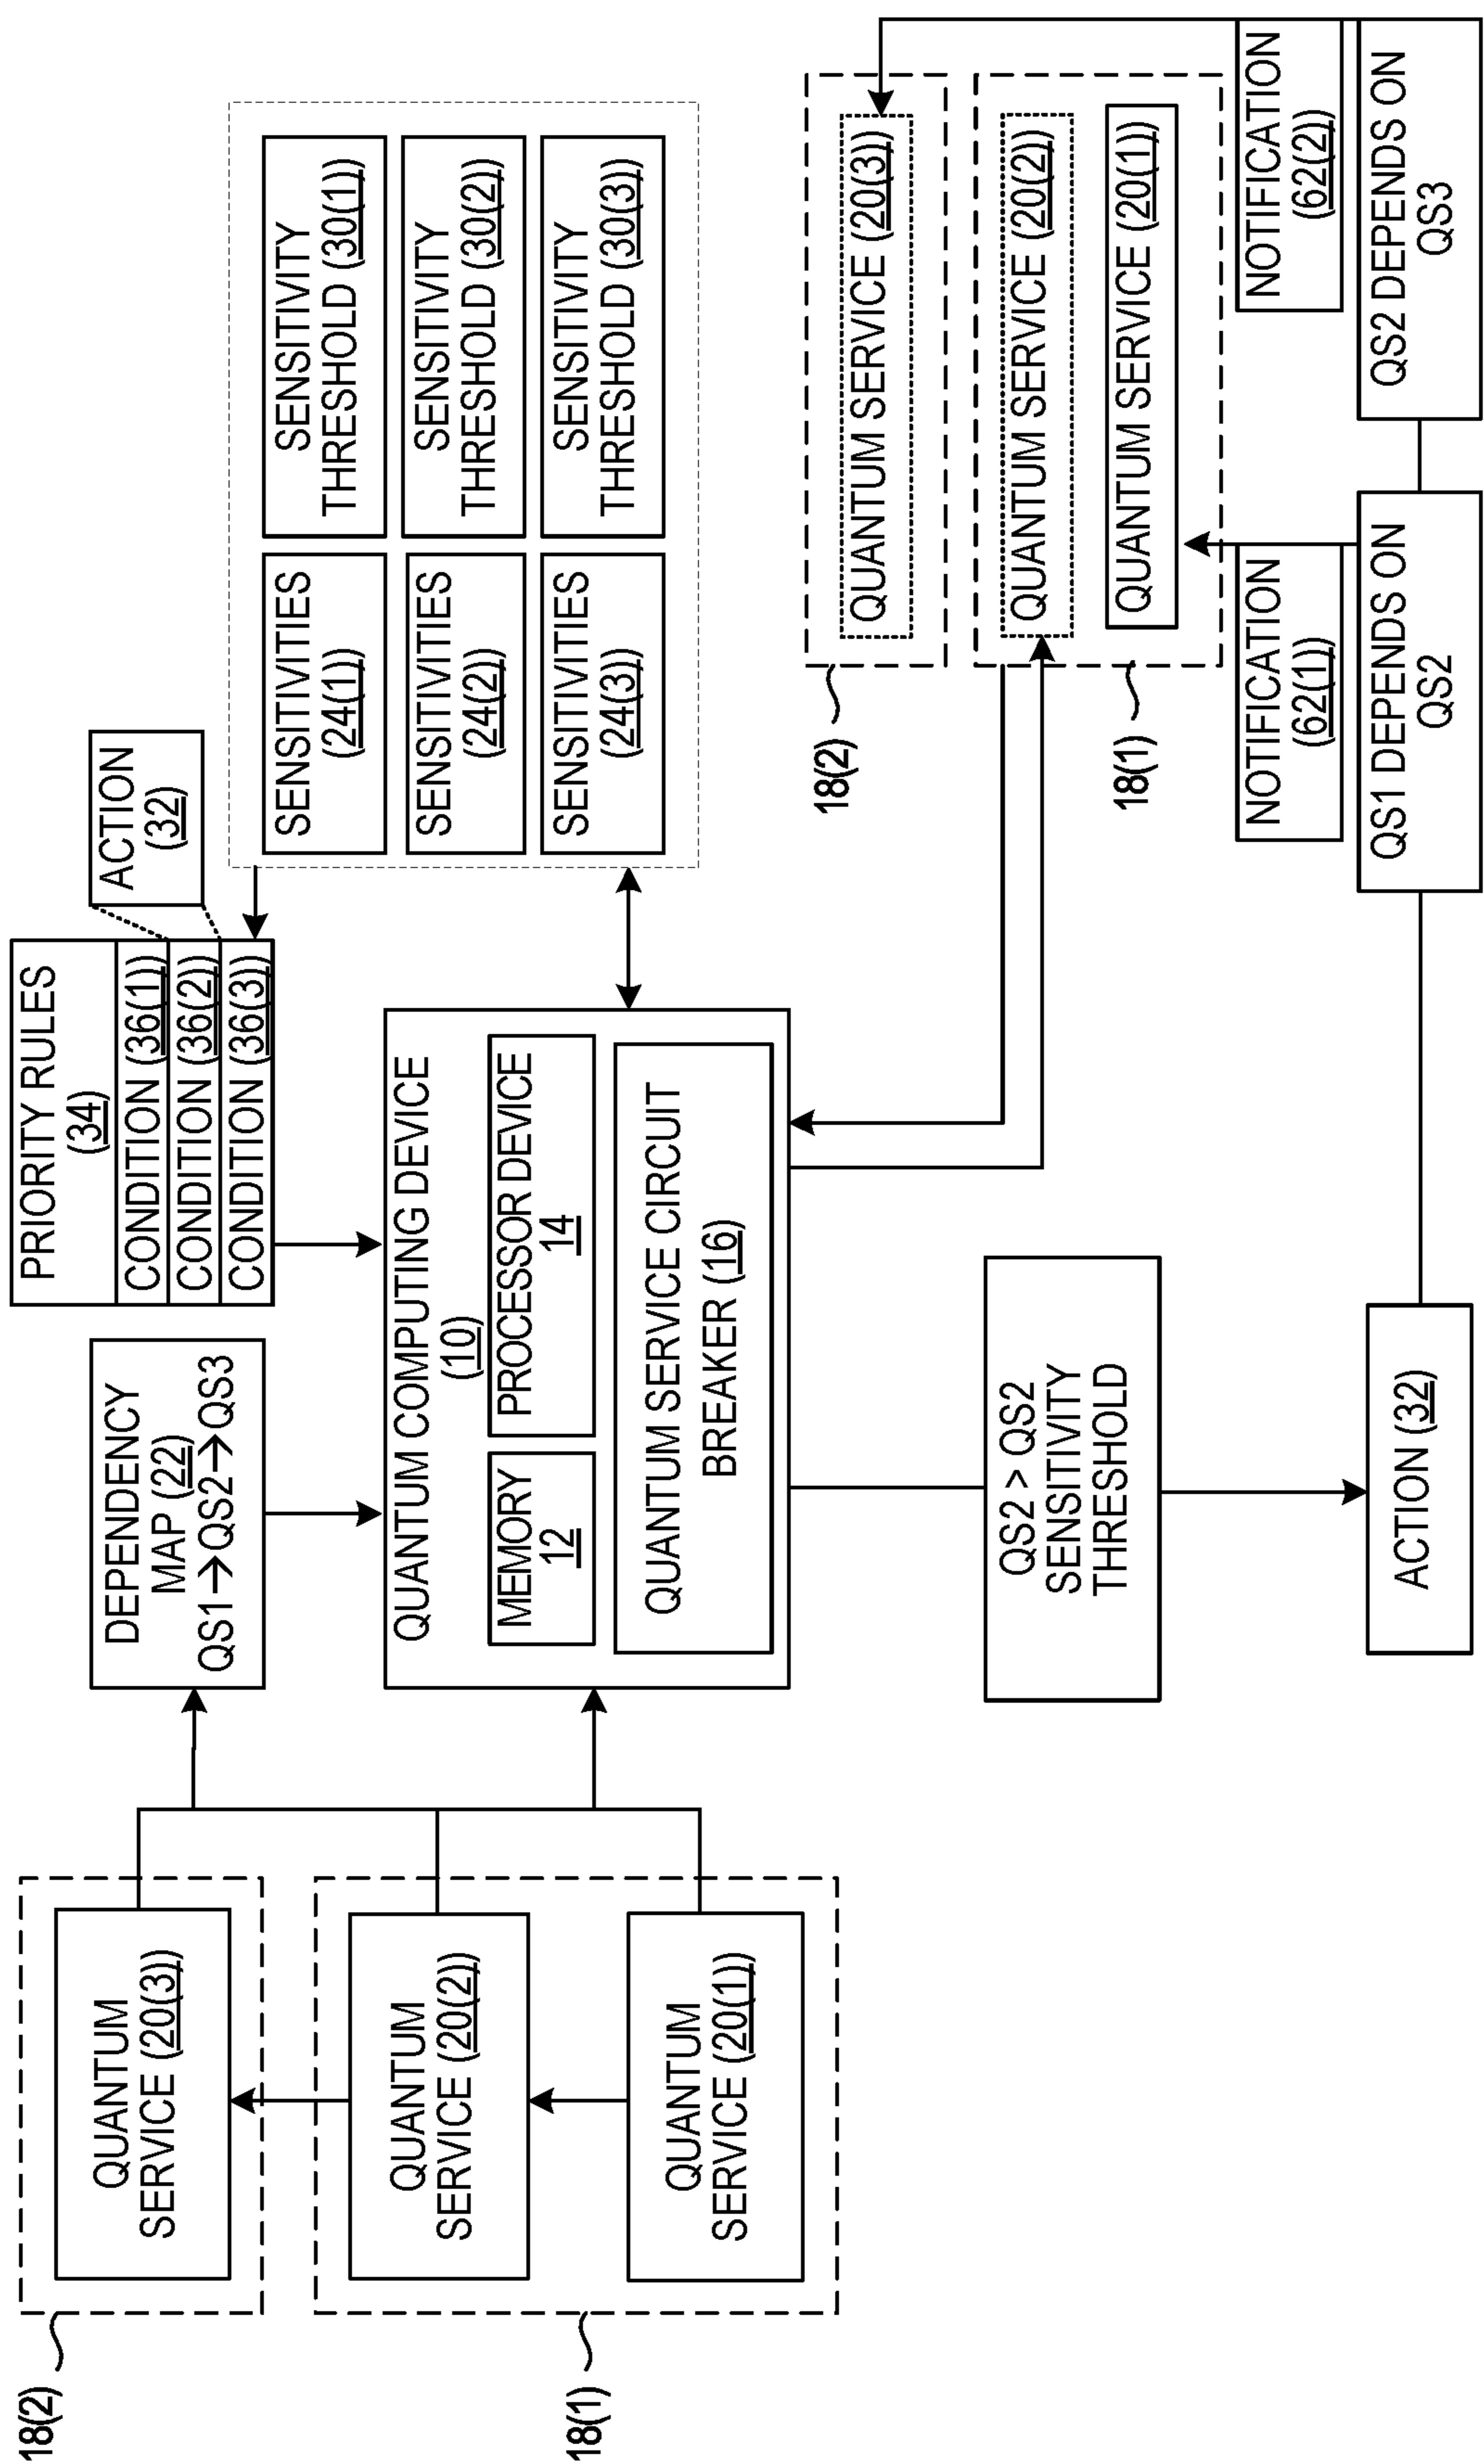 18(2)
QUANTUM
SERVICE (20(3))
18(1)
QUANTUM
SERVICE (20(2))
QUANTUM
SERVICE (20(1))
DEPENDENCY
MAP (22)
QS1→QS2→QS3
PRIORITY RULES
(34)
CONDITION (36(1))
CONDITION (36(2))
CONDITION (36(3))
ACTION
(32)
QUANTUM COMPUTING DEVICE
(10)
MEMORY
12
PROCESSOR DEVICE
14
QUANTUM SERVICE CIRCUIT
BREAKER (16)
SENSITIVITIES
(24(1))
SENSITIVITY
THRESHOLD (30(1))
SENSITIVITIES
(24(2))
SENSITIVITY
THRESHOLD (30(2))
SENSITIVITIES
(24(3))
SENSITIVITY
THRESHOLD (30(3))
18(2)
QUANTUM SERVICE (20(3))
QUANTUM SERVICE (20(2))
QUANTUM SERVICE (20(1))
18(1)
QS2 > QS2
SENSITIVITY
THRESHOLD
NOTIFICATION
(62(1))
NOTIFICATION
(62(2))
ACTION (32)
QS1 DEPENDS ON
QS2
QS2 DEPENDS ON
QS3